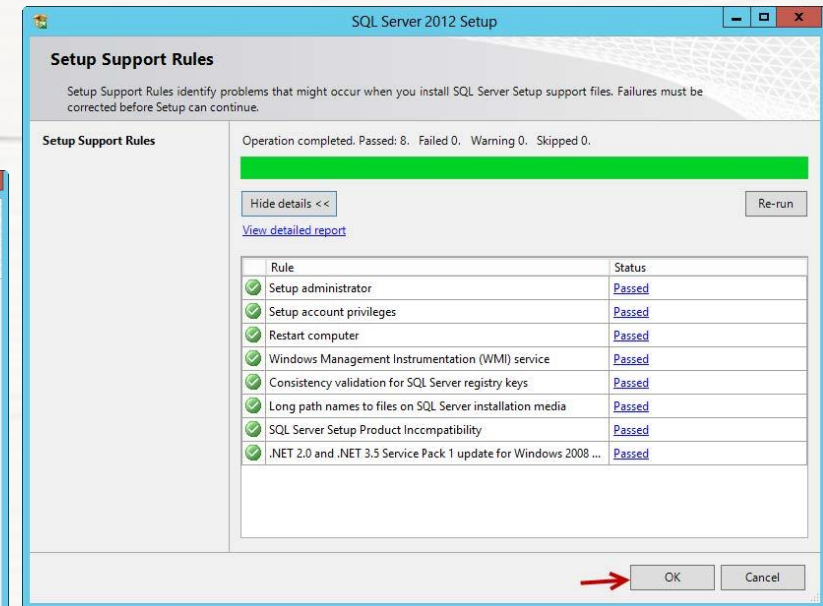 SQL Server 2012 Setup
Setup Support Rules
Setup Support Rules identify problems that might occur when you install SQL Server Setup support files. Failures must be
corrected before Setup can continue.
Setup Support Rules
Operation completed. Passed: 8. Failed 0. Warning 0. Skipped 0.
Hide details <<
Re-run
View detailed report
Rule Status
Setup administrator Passed
Setup account privileges Passed
Restart computer Passed
Windows Management Instrumentation (WMI) service Passed
Consistency validation for SQL Server registry keys Passed
Long path names to files on SQL Server installation media Passed
SQL Server Setup Product Inccmpatibility Passed
.NET 2.0 and .NET 3.5 Service Pack 1 update for Windows 2008 ... Passed
OK Cancel